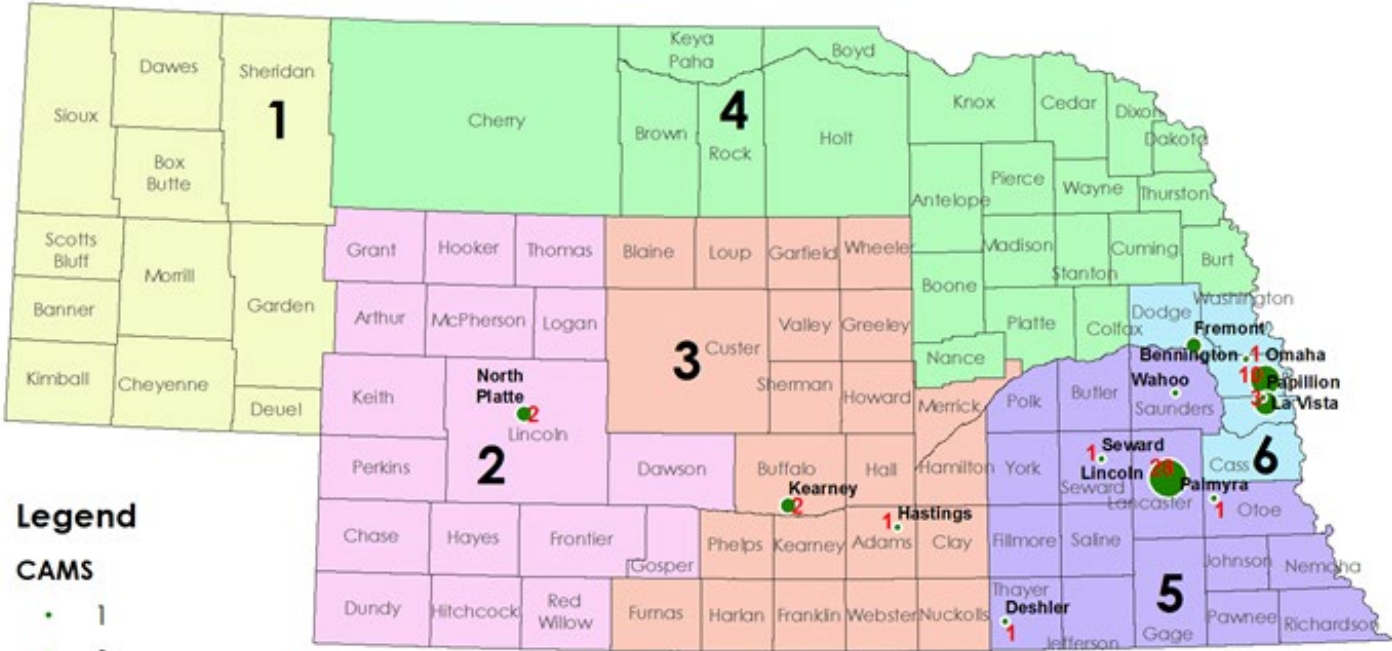 Keya
Paha
Boyd
Dawes
Sheridan
Sioux
1
4
Cherry
Brown
Rock
Holt
Knox
Cedar
Dixon
Dakota
Box
Butte
Antelope
Pierce
Wayne
Thurston
Scotts
Bluff
Morrill
Grant
Hooker
Thomas
Blaine
Loup
Garfield
Wheeler
Madison
Stanton
Cuming
Burt
Banner
Garden
Arthur
McPherson
Logan
Custer
Valley
Greeley
Boone
Platte
Colfax
Dodge
Washington
Fremont
Kimball
Cheyenne
Deuel
Keith
North
Platte
2
Lincoln
3
Sherman
Howard
Nance
Merrick
Polk
Butler
Wahoo
Saunders
Bennington
1
Omaha
Papillion
3
La Vista
Perkins
2
Dawson
Buffalo
Hall
Hamilton
York
Seward
1
Seward
Lincoln
Lancaster
Palmyra
1
Cass
6
Otoe
Kearney
2
Hastings
1
Chase
Hayes
Frontier
Gosper
Phelps
Kearney
Adams
Clay
Fillmore
Saline
Johnson
Nemaha
Dundy
Hitchcock
Red
Willow
Furnas
Harlan
Franklin
Webster
Nuckolls
Thayer
Deshler
1
Jefferson
5
Gage
Pawnee
Richardson
Legend
CAMS
1